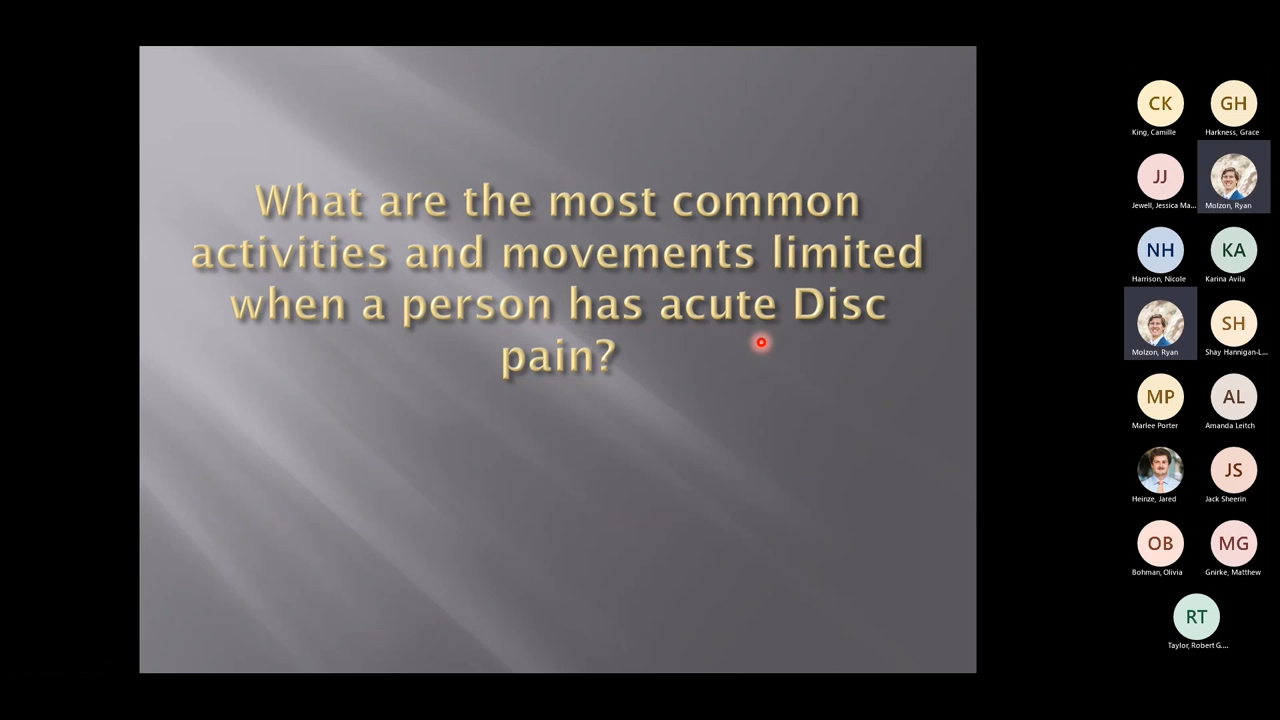 What are the most common
activities and movements limited
when a person has acute Disc
pain?
CK
King, Camille
GH
Harkness, Grace
JJ
Jewell, Jessica Ma...
Molzon, Ryan
NH
Harrison, Nicole
KA
Karina Avila
Molzon, Ryan
SH
Shay Hannigan-L...
MP
Marlee Porter
AL
Amanda Leitch
Heinze, Jared
JS
Jack Sheerin
OB
Bohman, Olivia
MG
Gnirke, Matthew
RT
Taylor, Robert G....